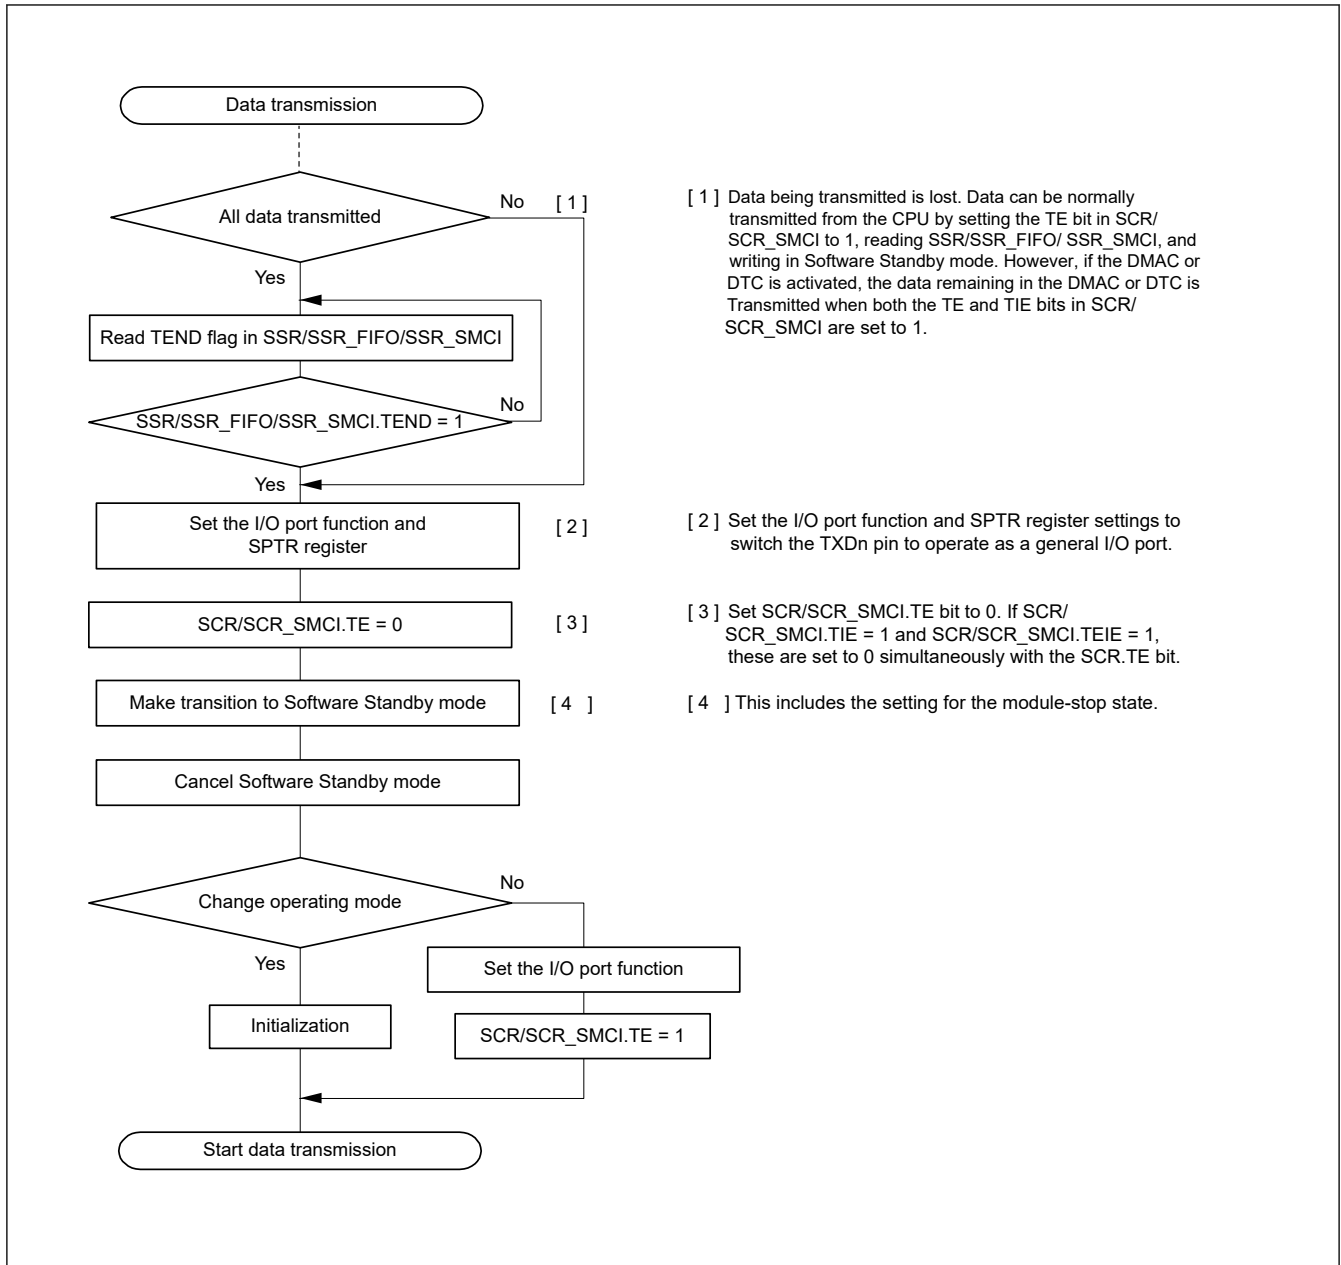 Data transmission
All data transmitted
No
[ 1 ]
Yes
Read TEND flag in SSR/SSR_FIFO/SSR_SMCI
SSR/SSR_FIFO/SSR_SMCI.TEND = 1
No
Yes
Set the I/O port function and
SPTR register
[ 2 ]
SCR/SCR_SMCI.TE = 0
[ 3 ]
Make transition to Software Standby mode
[ 4 ]
Cancel Software Standby mode
Change operating mode
No
Yes
Set the I/O port function
Initialization
SCR/SCR_SMCI.TE = 1
Start data transmission
[ 1 ] Data being transmitted is lost. Data can be normally
transmitted from the CPU by setting the TE bit in SCR/
SCR_SMCI to 1, reading SSR/SSR_FIFO/ SSR_SMCI, and
writing in Software Standby mode. However, if the DMAC or
DTC is activated, the data remaining in the DMAC or DTC is
Transmitted when both the TE and TIE bits in SCR/
SCR_SMCI are set to 1.
[ 2 ] Set the I/O port function and SPTR register settings to
switch the TXDn pin to operate as a general I/O port.
[ 3 ] Set SCR/SCR_SMCI.TE bit to 0. If SCR/
SCR_SMCI.TIE = 1 and SCR/SCR_SMCI.TEIE = 1,
these are set to 0 simultaneously with the SCR.TE bit.
[ 4 ] This includes the setting for the module-stop state.